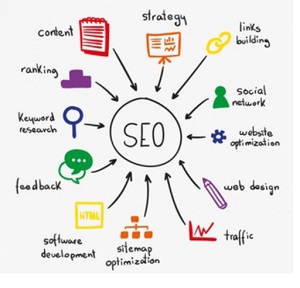 strategy
content
links
building
ranking
social
network
Keyword
research
SEO
website
optimization
feedback
web design
HTML
software
development
sitemap
optimization
traffic